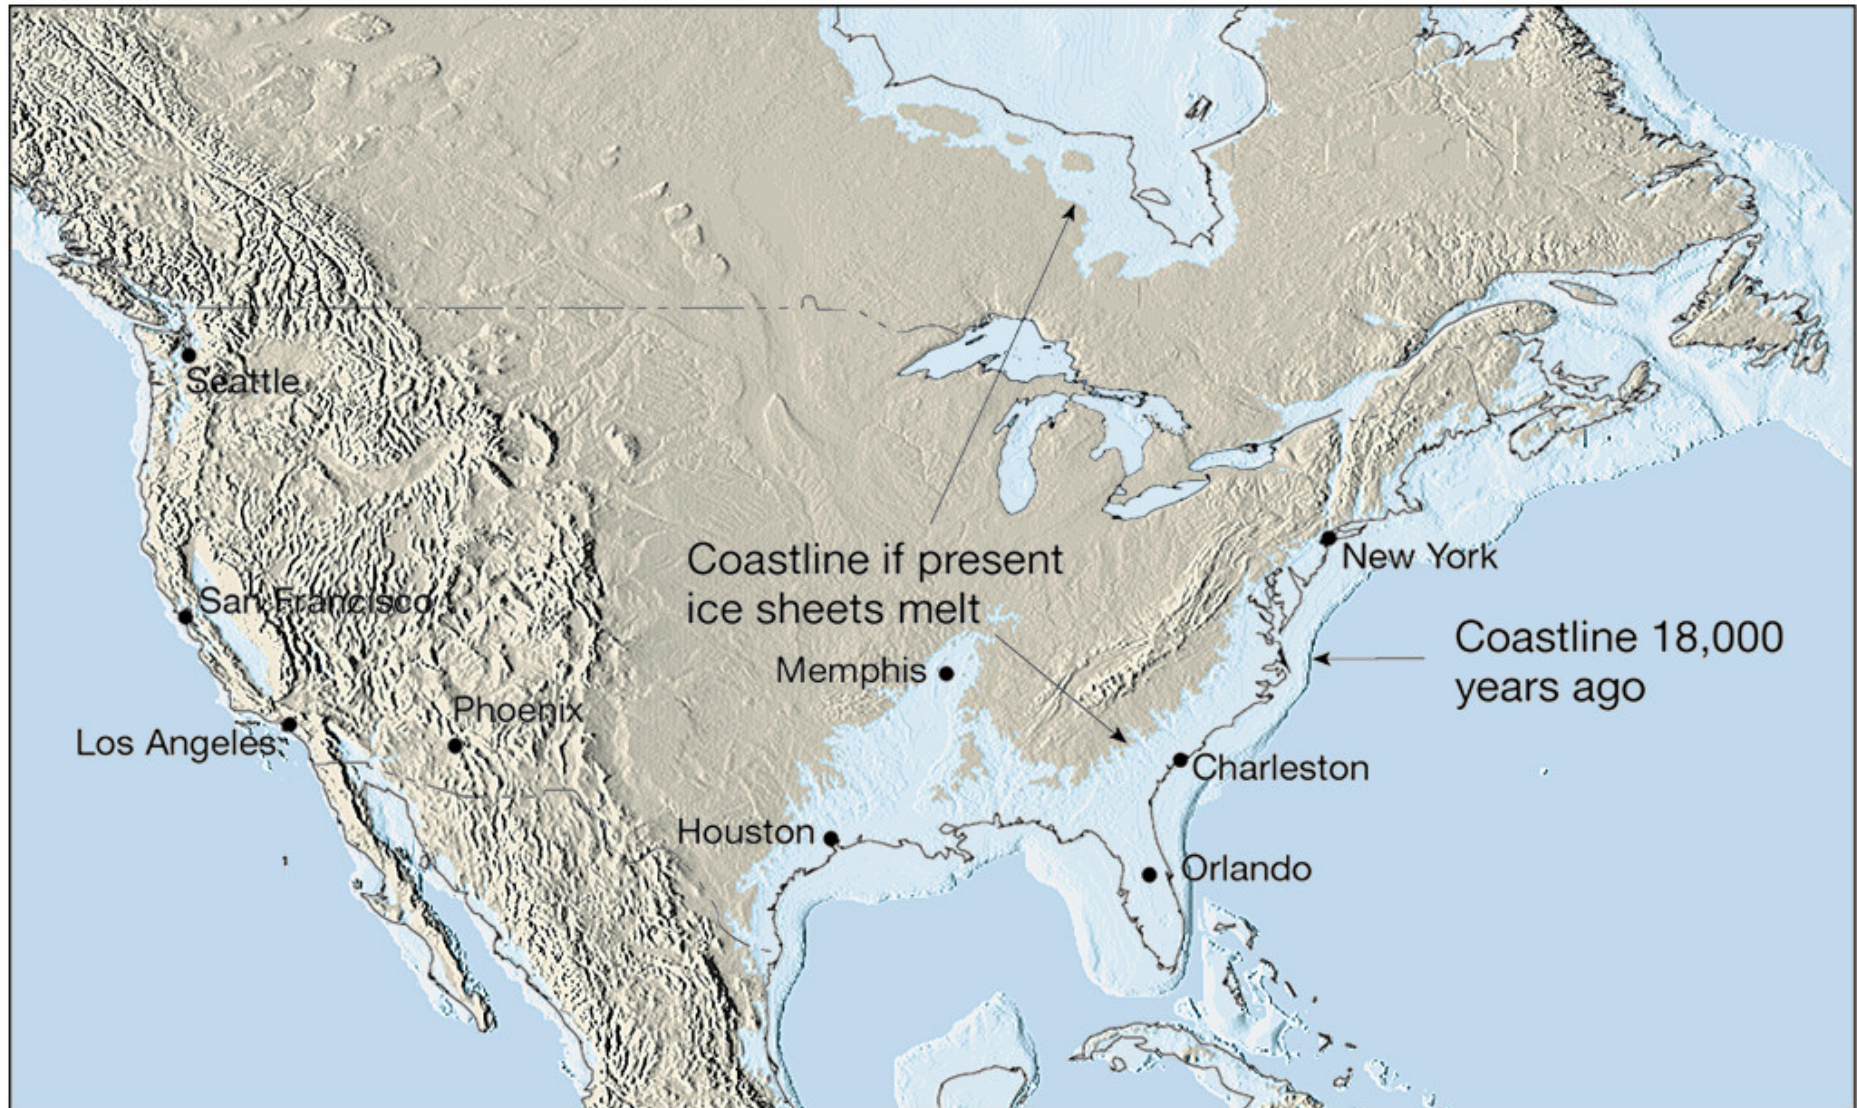 Seattle
Coastline if present
ice sheets melt
New York
San Francisco
Coastline 18,000
years ago
Memphis
Phoenix
Los Angeles
Charleston
Houston
Orlando